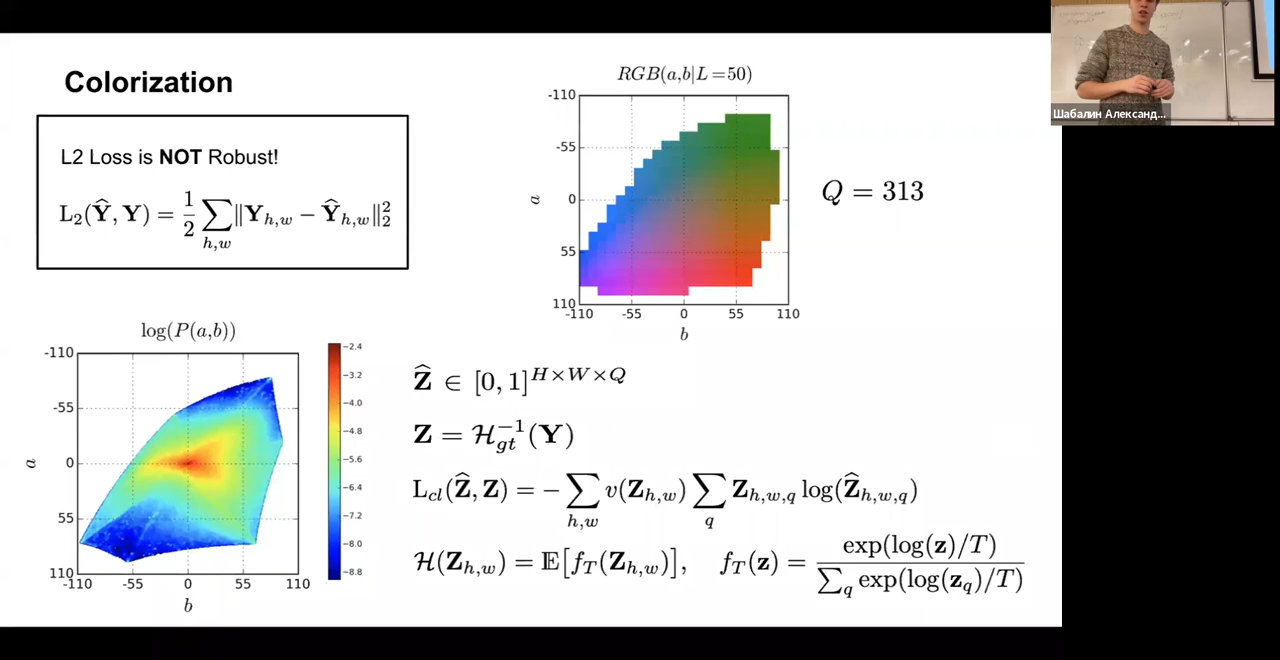 Colorization
L2 Loss is NOT Robust!
L₂(Ŷ, Y) = 1/2 ∑_{h,w} ‖Y_{h,w} − Ŷ_{h,w}‖₂²
RGB(a,b|L=50)
-110
-55
0
55
110
a
-110 -55 0 55 110
b
Q = 313
log(P(a,b))
-110
-55
0
55
110
a
-110 -55 0 55 110
b
−2.4
−3.2
−4.0
−4.8
−5.6
−6.4
−7.2
−8.0
−8.8
Ẑ ∈ [0, 1]^{H×W×Q}
Z = ℋ_{gt}^{−1}(Y)
L_{cl}(Ẑ, Z) = − ∑_{h,w} v(Z_{h,w}) ∑_q Z_{h,w,q} log(Ẑ_{h,w,q})
ℋ(Z_{h,w}) = 𝔼[f_T(Z_{h,w})], f_T(z) = exp(log(z)/T) / ∑_q exp(log(z_q)/T)
Шабалин Александ...